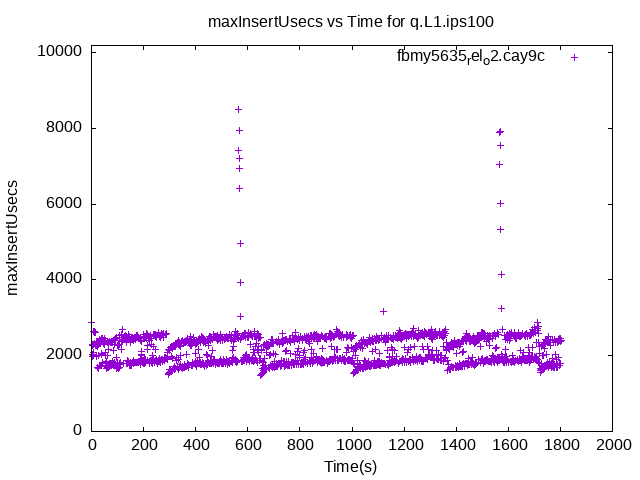 maxInsertUsecs vs Time for q.L1.ips100
fbmy5635relo2.cay9c
10000
8000
6000
4000
2000
0
maxInsertUsecs
0 200 400 600 800 1000 1200 1400 1600 1800 2000
Time(s)